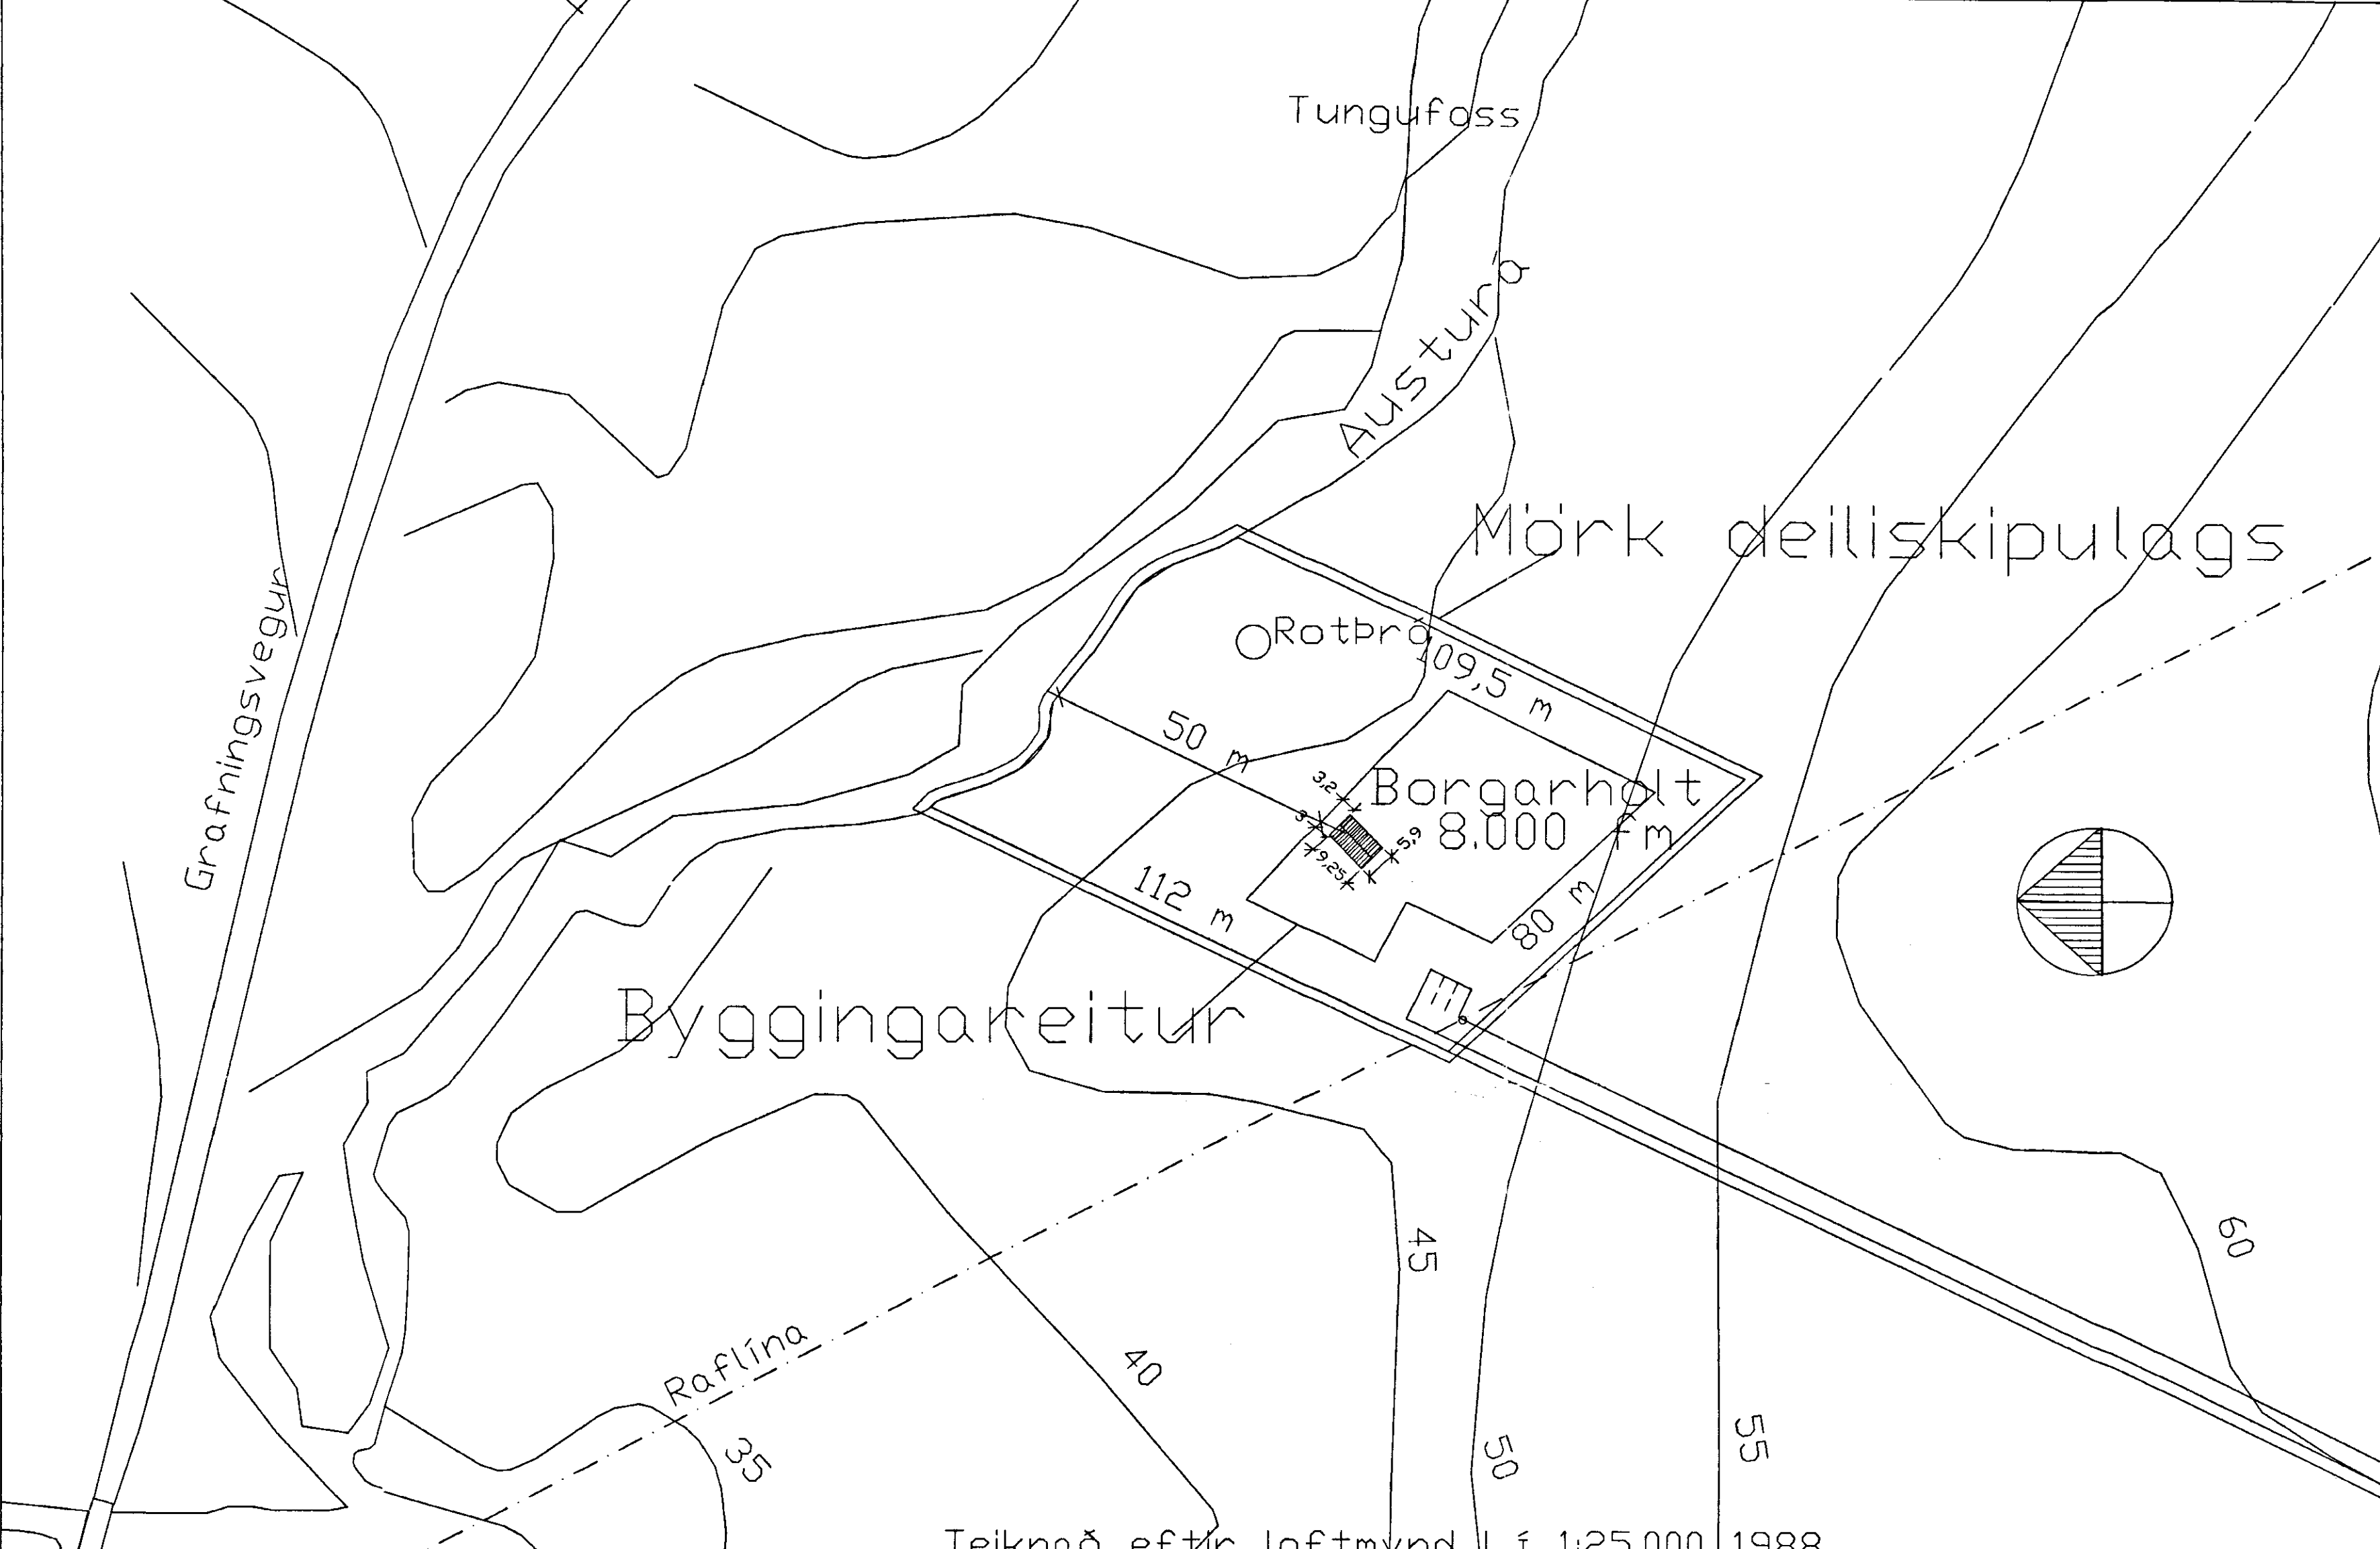 Tungufoss
Austurá
Mörk deiliskipulags
Rotþró
109,5 m
Grafningsvegur
50 m
3,2
Borgarholt
8.000 fm
3
5,9
9,25
112 m
80 m
Byggingareitur
45
60
Raflína
40
35
50
55
Teiknað eftir loftmynd LÍ 1:25.000 1988